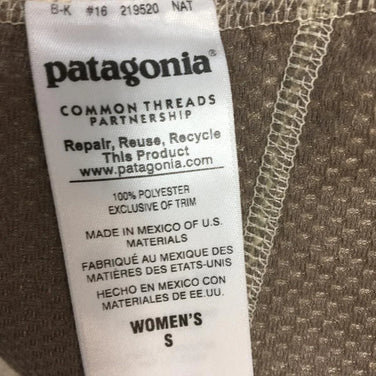 B-K #16 219520 NAT
patagonia®
COMMON THREADS
PARTNERSHIP
Repair, Reuse, Recycle
This Product
www.patagonia.com
100% POLYESTER
EXCLUSIVE OF TRIM
MADE IN MEXICO OF U.S.
MATERIALS
FABRIQUÉ AU MEXIQUE DES
MATIÈRES DES ETATS-UNIS
HECHO EN MEXICO CON
MATERIALES DE EE.UU.
WOMEN'S
S